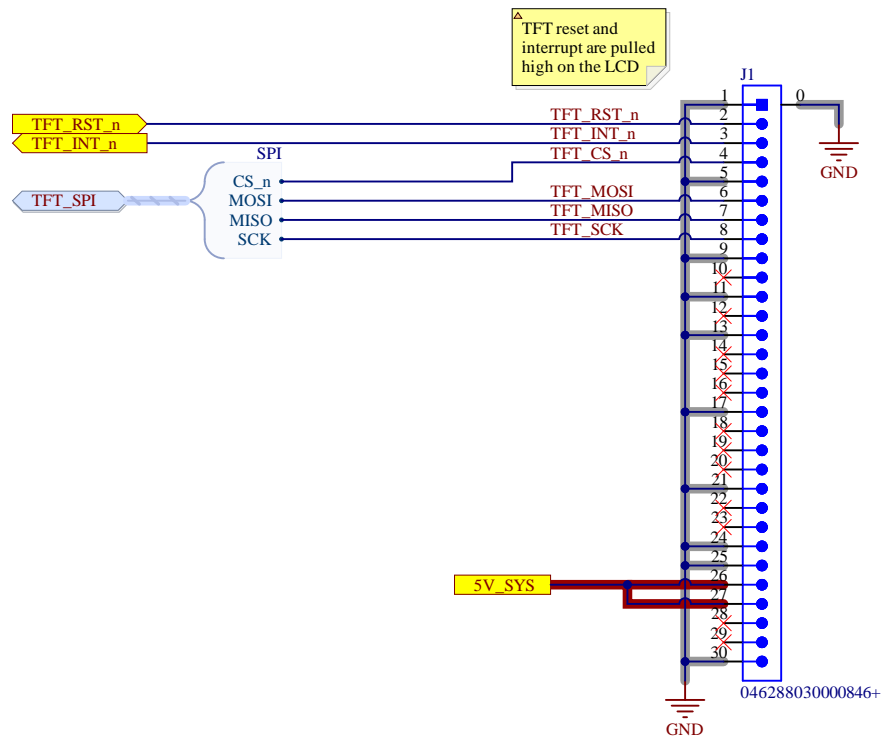 TFT reset and
interrupt are pulled
high on the LCD
J1
1
0
TFT_RST_n
TFT_RST_n
2
TFT_INT_n
TFT_INT_n
3
GND
SPI
TFT_CS_n
4
CS_n
5
TFT_SPI
MOSI
TFT_MOSI
6
MISO
TFT_MISO
7
SCK
TFT_SCK
8
9
10
11
12
13
14
15
16
17
18
19
20
21
22
23
24
25
5V_SYS
26
27
28
29
30
046288030000846+
GND